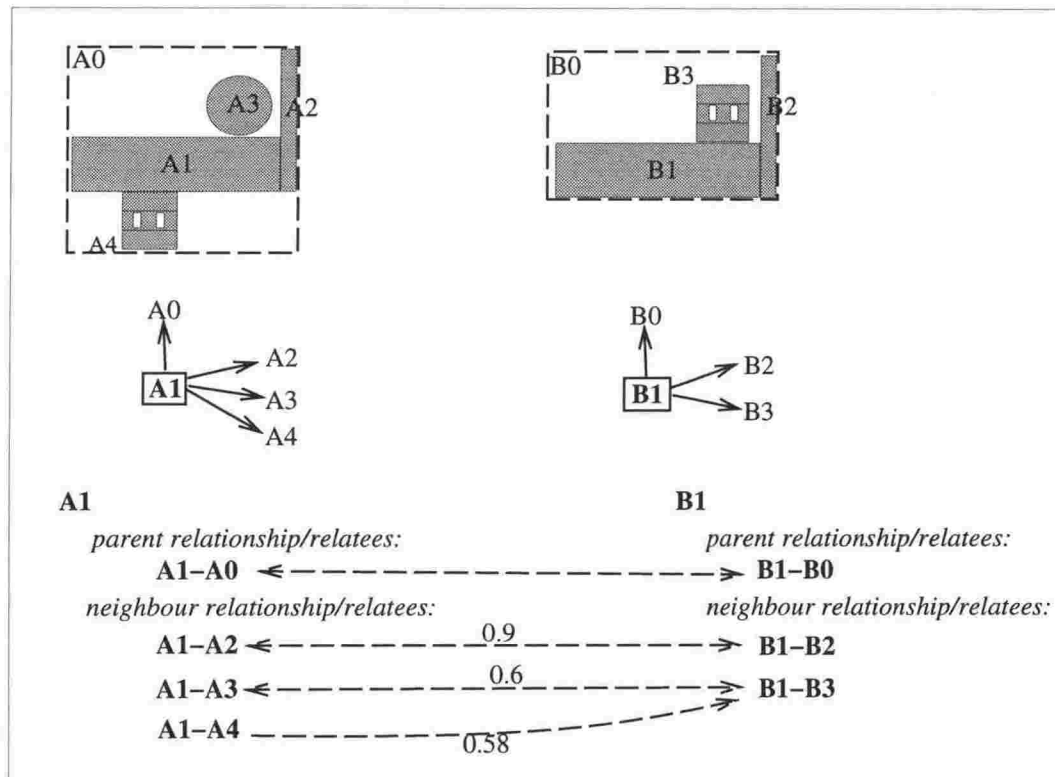 A0
A3
A2
A1
A4
B0
B3
B2
B1
A0
A1
A2
A3
A4
B0
B1
B2
B3
A1 B1
parent relationship/relatees: parent relationship/relatees:
A1–A0 B1–B0
neighbour relationship/relatees: neighbour relationship/relatees:
A1–A2 0.9 B1–B2
A1–A3 0.6 B1–B3
A1–A4 0.58